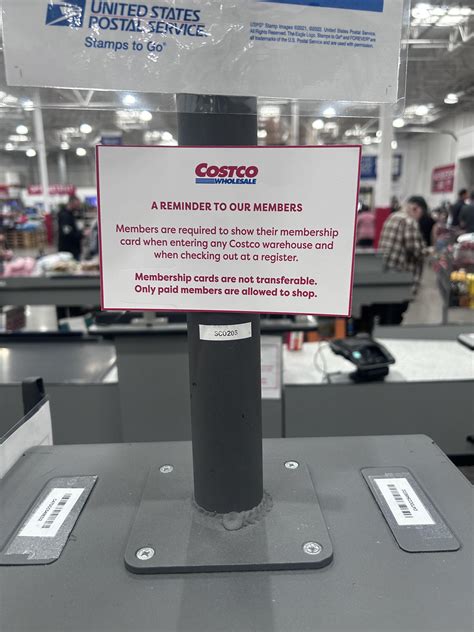 UNITED STATES
POSTAL SERVICE
Stamps to Go®
COSTCO
WHOLESALE
A REMINDER TO OUR MEMBERS
Members are required to show their membership
card when entering any Costco warehouse and
when checking out at a register.
Membership cards are not transferable.
Only paid members are allowed to shop.
SCO203